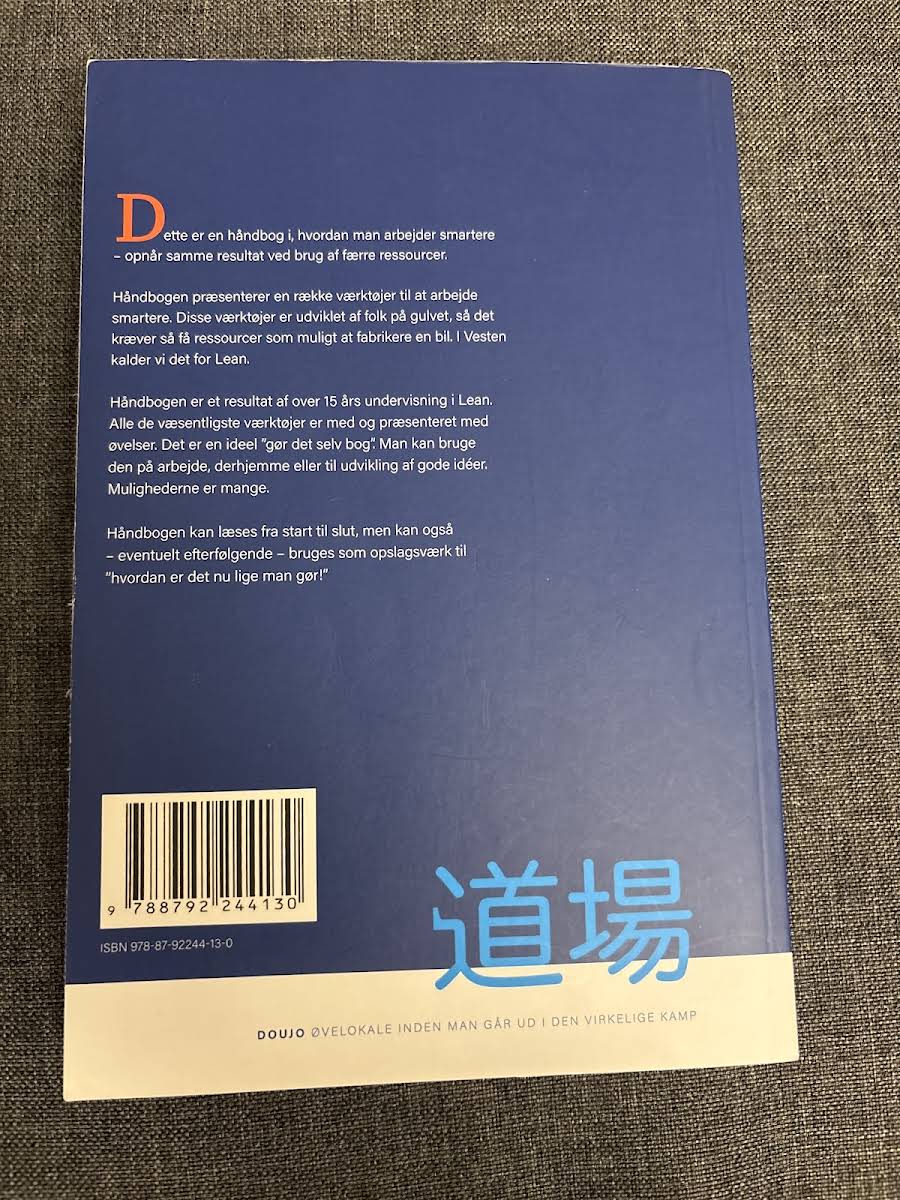 Dette er en håndbog i, hvordan man arbejder smartere
– opnår samme resultat ved brug af færre ressourcer.
Håndbogen præsenterer en række værktøjer til at arbejde
smartere. Disse værktøjer er udviklet af folk på gulvet, så det
kræver så få ressourcer som muligt at fabrikere en bil. I Vesten
kalder vi det for Lean.
Håndbogen er et resultat af over 15 års undervisning i Lean.
Alle de væsentligste værktøjer er med og præsenteret med
øvelser. Det er en ideel ”gør det selv bog”. Man kan bruge
den på arbejde, derhjemme eller til udvikling af gode idéer.
Mulighederne er mange.
Håndbogen kan læses fra start til slut, men kan også
– eventuelt efterfølgende – bruges som opslagsværk til
”hvordan er det nu lige man gør!”
9 788792 244130
ISBN 978-87-92244-13-0
道場
DOUJO ØVELOKALE INDEN MAN GÅR UD I DEN VIRKELIGE KAMP